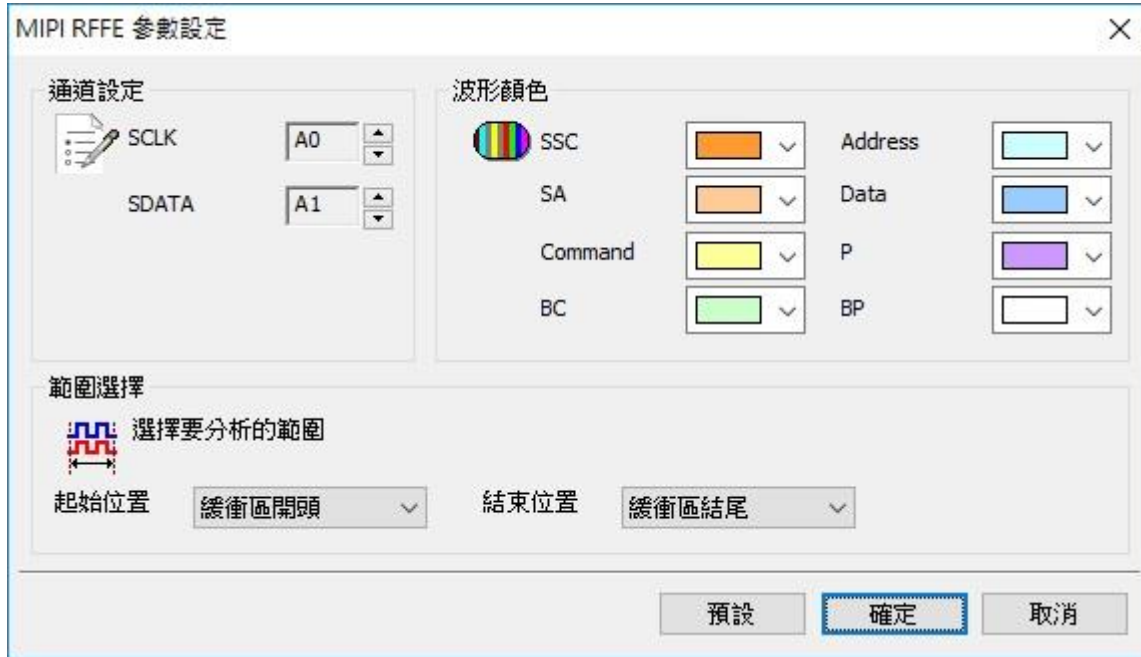 MIPI RFFE 參數設定
通道設定
SCLK A0
SDATA A1
波形顏色
SSC Address
SA Data
Command P
BC BP
範圍選擇
選擇要分析的範圍
起始位置 緩衝區開頭 結束位置 緩衝區結尾
預設 確定 取消